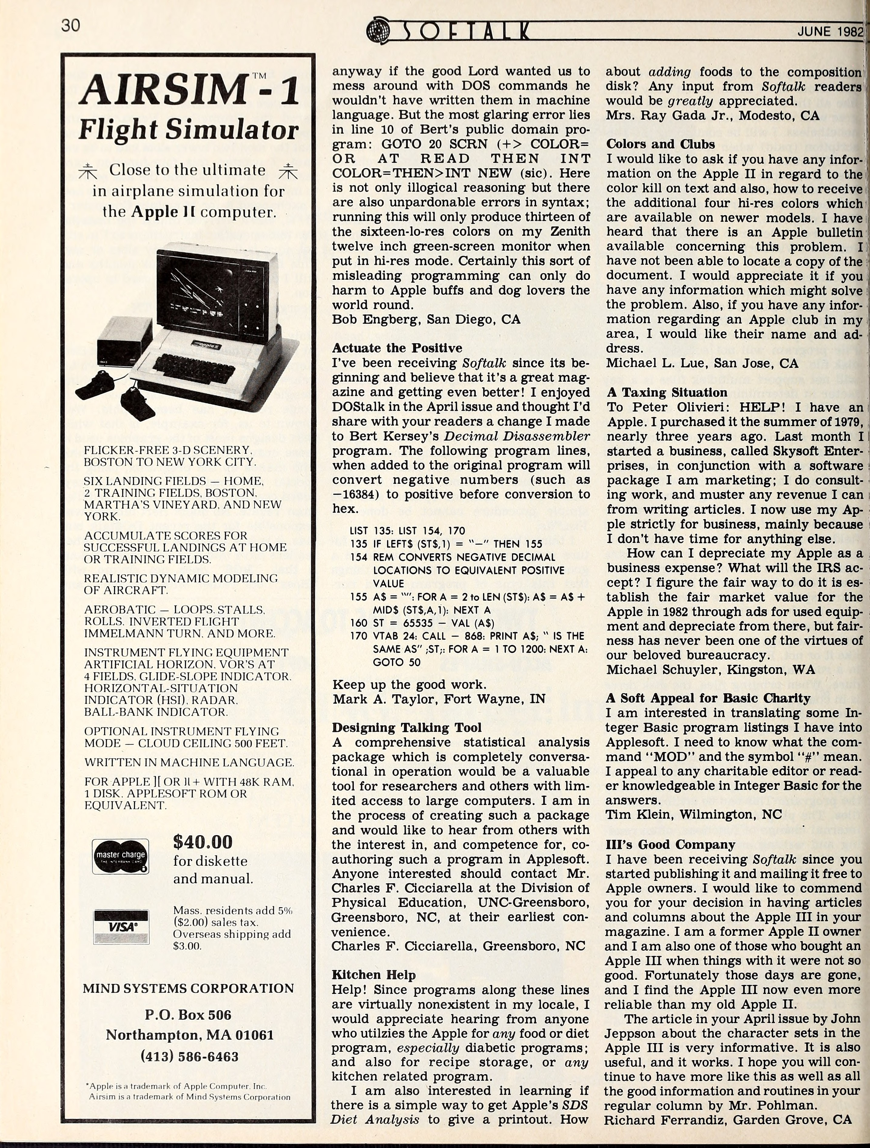 30
SOFTALK
JUNE 1982
AIRSIM™-1
Flight Simulator
Close to the ultimate
in airplane simulation for
the Apple ][ computer.
FLICKER-FREE 3-D SCENERY,
BOSTON TO NEW YORK CITY.
SIX LANDING FIELDS — HOME,
2 TRAINING FIELDS, BOSTON,
MARTHA'S VINEYARD, AND NEW
YORK.
ACCUMULATE SCORES FOR
SUCCESSFUL LANDINGS AT HOME
OR TRAINING FIELDS.
REALISTIC DYNAMIC MODELING
OF AIRCRAFT.
AEROBATIC — LOOPS, STALLS,
ROLLS, INVERTED FLIGHT
IMMELMANN TURN, AND MORE.
INSTRUMENT FLYING EQUIPMENT
ARTIFICIAL HORIZON, VOR'S AT
4 FIELDS, GLIDE-SLOPE INDICATOR,
HORIZONTAL-SITUATION
INDICATOR (HSI), RADAR,
BALL-BANK INDICATOR.
OPTIONAL INSTRUMENT FLYING
MODE — CLOUD CEILING 500 FEET.
WRITTEN IN MACHINE LANGUAGE.
FOR APPLE ][ OR ][ + WITH 48K RAM,
1 DISK, APPLESOFT ROM OR
EQUIVALENT.
master charge
THE INTERBANK CARD
$40.00
for diskette
and manual.
VISA®
Mass. residents add 5%
($2.00) sales tax.
Overseas shipping add
$3.00.
MIND SYSTEMS CORPORATION
P.O. Box 506
Northampton, MA 01061
(413) 586-6463
*Apple is a trademark of Apple Computer, Inc.
Airsim is a trademark of Mind Systems Corporation
anyway if the good Lord wanted us to
mess around with DOS commands he
wouldn't have written them in machine
language. But the most glaring error lies
in line 10 of Bert's public domain pro-
gram: GOTO 20 SCRN (+> COLOR=
OR AT READ THEN INT
COLOR=THEN>INT NEW (sic). Here
is not only illogical reasoning but there
are also unpardonable errors in syntax;
running this will only produce thirteen of
the sixteen-lo-res colors on my Zenith
twelve inch green-screen monitor when
put in hi-res mode. Certainly this sort of
misleading programming can only do
harm to Apple buffs and dog lovers the
world round.
Bob Engberg, San Diego, CA
Actuate the Positive
I've been receiving Softalk since its be-
ginning and believe that it's a great mag-
azine and getting even better! I enjoyed
DOStalk in the April issue and thought I'd
share with your readers a change I made
to Bert Kersey's Decimal Disassembler
program. The following program lines,
when added to the original program will
convert negative numbers (such as
−16384) to positive before conversion to
hex.
LIST 135: LIST 154, 170
135 IF LEFT$ (ST$,1) = "−" THEN 155
154 REM CONVERTS NEGATIVE DECIMAL
LOCATIONS TO EQUIVALENT POSITIVE
VALUE
155 A$ = "": FOR A = 2 to LEN (ST$): A$ = A$ +
MID$ (ST$,A,1): NEXT A
160 ST = 65535 − VAL (A$)
170 VTAB 24: CALL − 868: PRINT A$; " IS THE
SAME AS" ;ST;: FOR A = 1 TO 1200: NEXT A:
GOTO 50
Keep up the good work.
Mark A. Taylor, Fort Wayne, IN
Designing Talking Tool
A comprehensive statistical analysis
package which is completely conversa-
tional in operation would be a valuable
tool for researchers and others with lim-
ited access to large computers. I am in
the process of creating such a package
and would like to hear from others with
the interest in, and competence for, co-
authoring such a program in Applesoft.
Anyone interested should contact Mr.
Charles F. Cicciarella at the Division of
Physical Education, UNC-Greensboro,
Greensboro, NC, at their earliest con-
venience.
Charles F. Cicciarella, Greensboro, NC
Kitchen Help
Help! Since programs along these lines
are virtually nonexistent in my locale, I
would appreciate hearing from anyone
who utilzies the Apple for any food or diet
program, especially diabetic programs;
and also for recipe storage, or any
kitchen related program.
I am also interested in learning if
there is a simple way to get Apple's SDS
Diet Analysis to give a printout. How
about adding foods to the composition
disk? Any input from Softalk readers
would be greatly appreciated.
Mrs. Ray Gada Jr., Modesto, CA
Colors and Clubs
I would like to ask if you have any infor-
mation on the Apple II in regard to the
color kill on text and also, how to receive
the additional four hi-res colors which
are available on newer models. I have
heard that there is an Apple bulletin
available concerning this problem. I
have not been able to locate a copy of the
document. I would appreciate it if you
have any information which might solve
the problem. Also, if you have any infor-
mation regarding an Apple club in my
area, I would like their name and ad-
dress.
Michael L. Lue, San Jose, CA
A Taxing Situation
To Peter Olivieri: HELP! I have an
Apple. I purchased it the summer of 1979,
nearly three years ago. Last month I
started a business, called Skysoft Enter-
prises, in conjunction with a software
package I am marketing; I do consult-
ing work, and muster any revenue I can
from writing articles. I now use my Ap-
ple strictly for business, mainly because
I don't have time for anything else.
How can I depreciate my Apple as a
business expense? What will the IRS ac-
cept? I figure the fair way to do it is es-
tablish the fair market value for the
Apple in 1982 through ads for used equip-
ment and depreciate from there, but fair-
ness has never been one of the virtues of
our beloved bureaucracy.
Michael Schuyler, Kingston, WA
A Soft Appeal for Basic Charity
I am interested in translating some In-
teger Basic program listings I have into
Applesoft. I need to know what the com-
mand "MOD" and the symbol "#" mean.
I appeal to any charitable editor or read-
er knowledgeable in Integer Basic for the
answers.
Tim Klein, Wilmington, NC
III's Good Company
I have been receiving Softalk since you
started publishing it and mailing it free to
Apple owners. I would like to commend
you for your decision in having articles
and columns about the Apple III in your
magazine. I am a former Apple II owner
and I am also one of those who bought an
Apple III when things with it were not so
good. Fortunately those days are gone,
and I find the Apple III now even more
reliable than my old Apple II.
The article in your April issue by John
Jeppson about the character sets in the
Apple III is very informative. It is also
useful, and it works. I hope you will con-
tinue to have more like this as well as all
the good information and routines in your
regular column by Mr. Pohlman.
Richard Ferrandiz, Garden Grove, CA